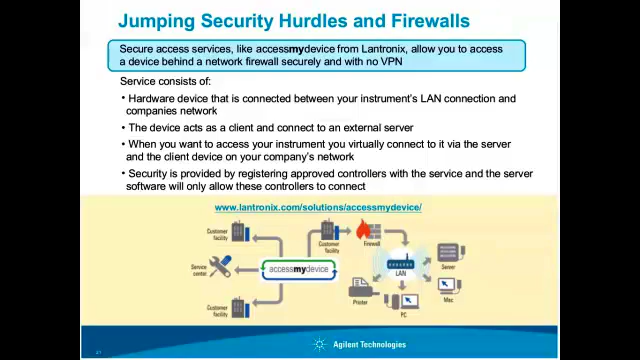 Jumping Security Hurdles and Firewalls
Secure access services, like accessmydevice from Lantronix, allow you to access
a device behind a network firewall securely and with no VPN
Service consists of:
• Hardware device that is connected between your instrument's LAN connection and
companies network
• The device acts as a client and connect to an external server
• When you want to access your instrument you virtually connect to it via the server
and the client device on your company's network
• Security is provided by registering approved controllers with the service and the server
software will only allow these controllers to connect
www.lantronix.com/solutions/accessmydevice/
Customer
facility
Customer
facility
Firewall
Service
center
accessmydevice
LAN
Server
Customer
facility
Printer
PC
Mac
Agilent Technologies
21